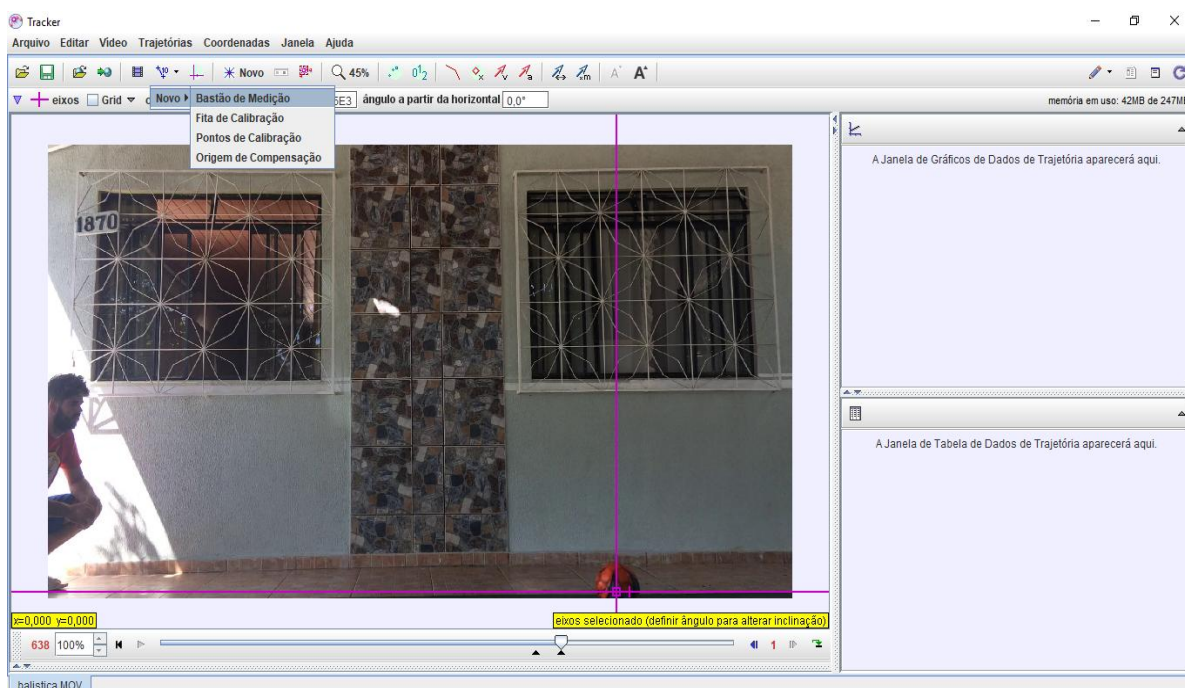 Tracker
Arquivo Editar Vídeo Trajetórias Coordenadas Janela Ajuda
Novo 45%
eixos Grid Novo 5E3 ângulo a partir da horizontal 0,0° memória em uso: 42MB de 247MB
Bastão de Medição
Fita de Calibração
Pontos de Calibração
Origem de Compensação
A Janela de Gráficos de Dados de Trajetória aparecerá aqui.
1870
A Janela de Tabela de Dados de Trajetória aparecerá aqui.
x=0,000 y=0,000 eixos selecionado (definir ângulo para alterar inclinação)
638 100% 1
balistica.MOV